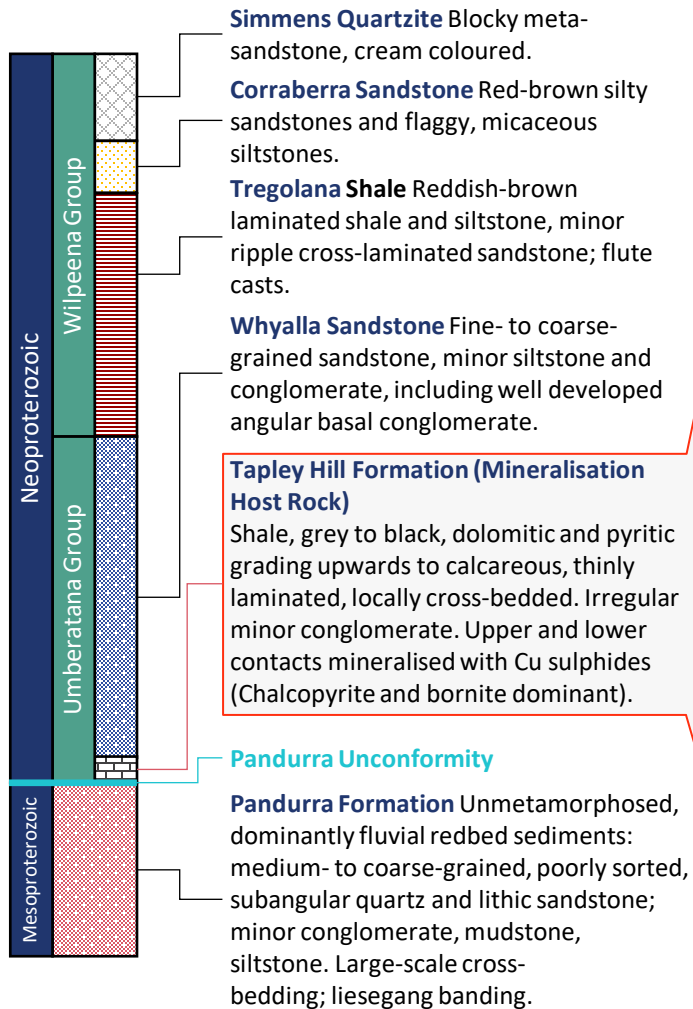 Simmens Quartzite Blocky meta-
sandstone, cream coloured.
Corraberra Sandstone Red-brown silty
sandstones and flaggy, micaceous
siltstones.
Tregolana Shale Reddish-brown
laminated shale and siltstone, minor
ripple cross-laminated sandstone; flute
casts.
Whyalla Sandstone Fine- to coarse-
grained sandstone, minor siltstone and
conglomerate, including well developed
angular basal conglomerate.
Tapley Hill Formation (Mineralisation
Host Rock)
Shale, grey to black, dolomitic and pyritic
grading upwards to calcareous, thinly
laminated, locally cross-bedded. Irregular
minor conglomerate. Upper and lower
contacts mineralised with Cu sulphides
(Chalcopyrite and bornite dominant).
Pandurra Unconformity
Pandurra Formation Unmetamorphosed,
dominantly fluvial redbed sediments:
medium- to coarse-grained, poorly sorted,
subangular quartz and lithic sandstone;
minor conglomerate, mudstone,
siltstone. Large-scale cross-
bedding; liesegang banding.
Neoproterozoic
Mesoproterozoic
Wilpeena Group
Umberatana Group